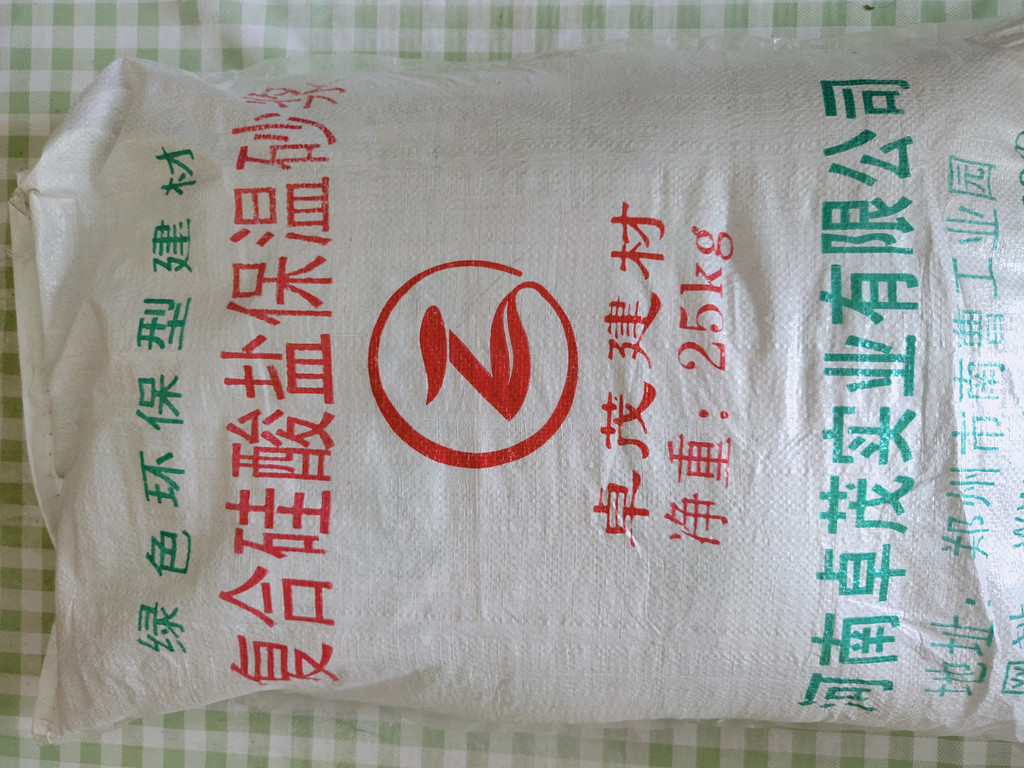 绿色环保型建材
复合硅酸盐保温砂浆
Z
卓茂建材
净重：25kg
河南卓茂实业有限公司
地址：郑州市南曹工业园
网址